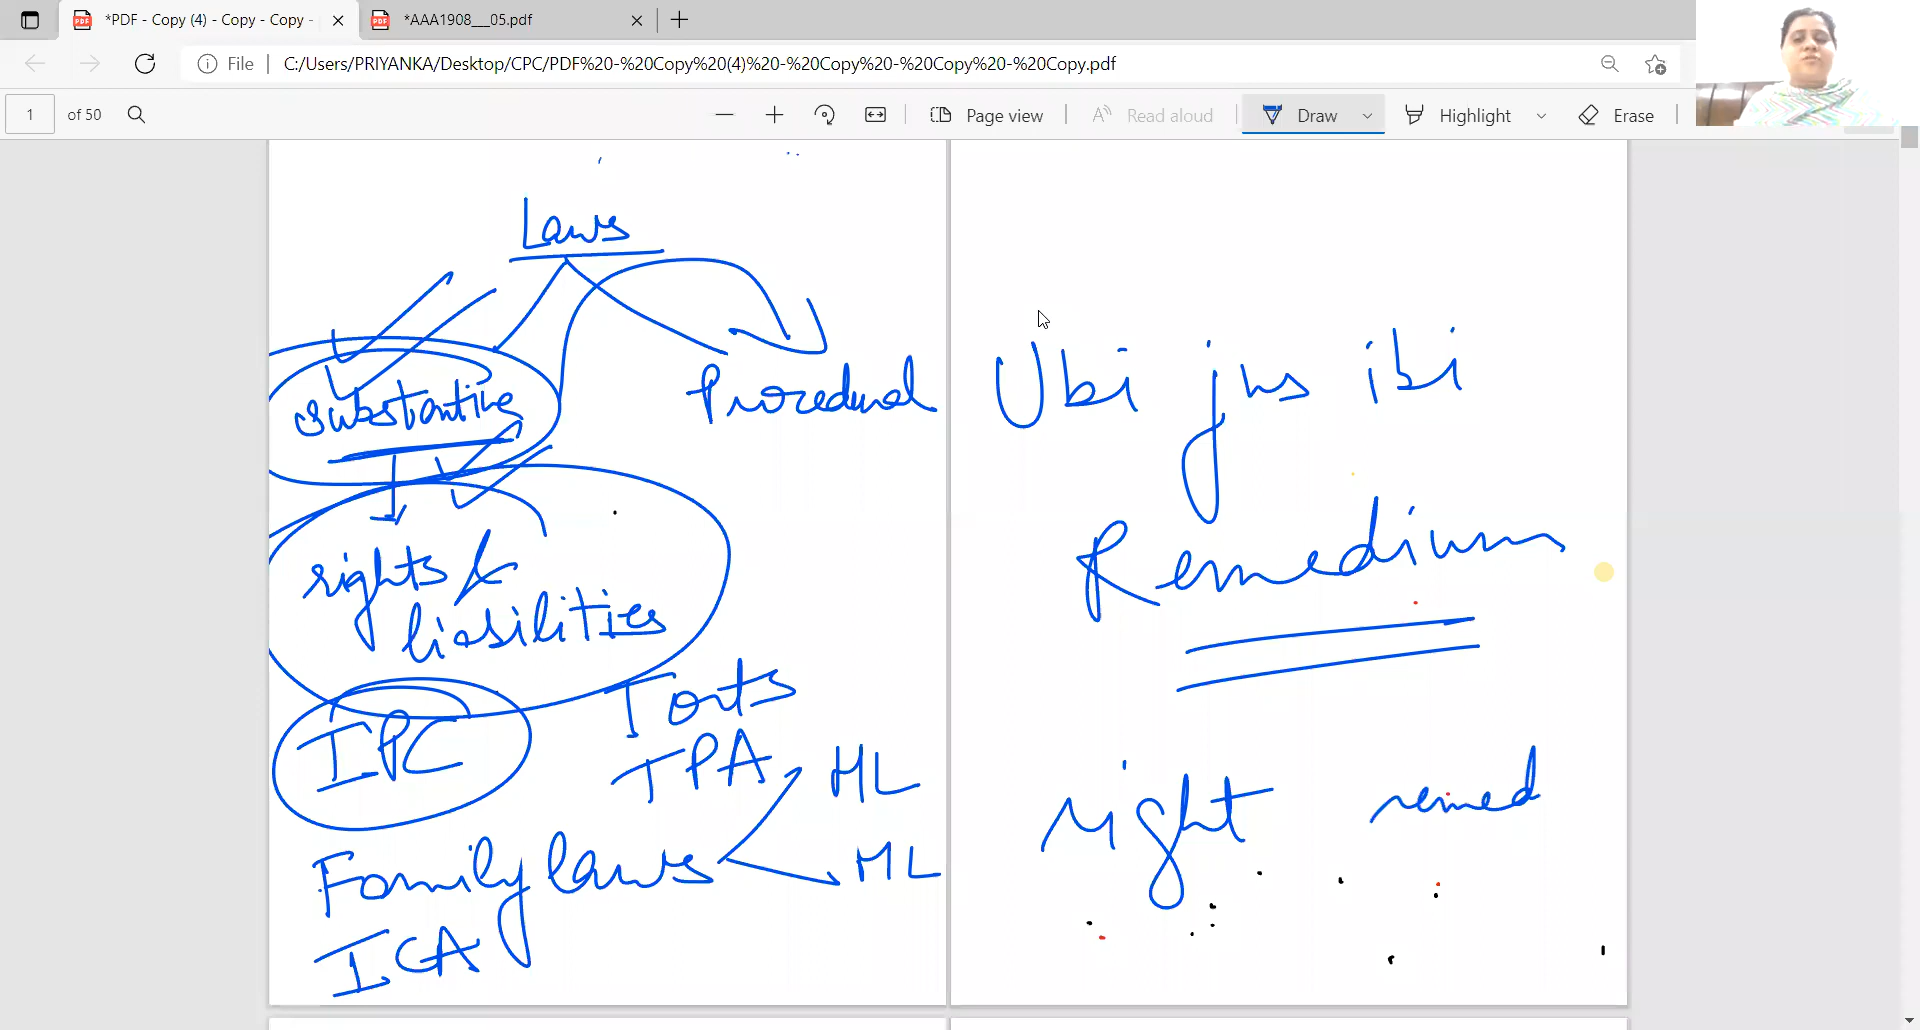 *PDF - Copy (4) - Copy - Copy -
*AAA1908___05.pdf
File
C:/Users/PRIYANKA/Desktop/CPC/PDF%20-%20Copy%20(4)%20-%20Copy%20-%20Copy%20-%20Copy.pdf
1 of 50
Page view
Read aloud
Draw
Highlight
Erase
Laws
Substantive
Procedural
rights &
liabilities
IPC
Torts
TPA
HL
Family laws
ML
ICA
Ubi jus ibi
Remedium
right remed